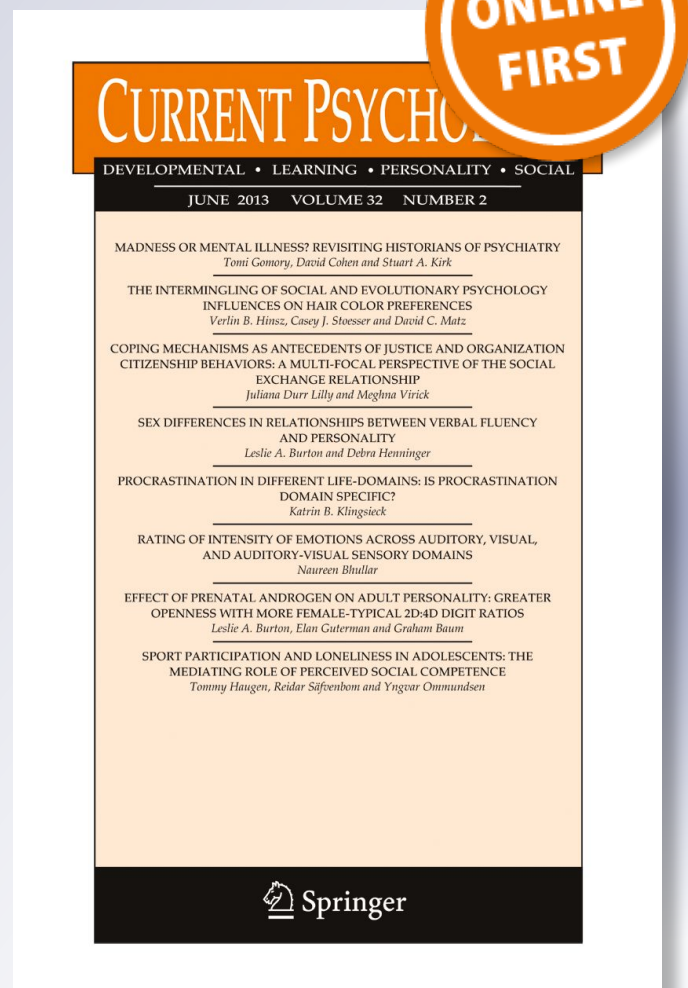 ONLINE
FIRST
CURRENT
DEVELOPMENTAL • LEARNING • PERSONALITY • SOCIAL
JUNE 2013 VOLUME 32 NUMBER 2
MADNESS OR MENTAL ILLNESS? REVISITING HISTORIANS OF PSYCHIATRY
Tomi Gomory, David Cohen and Stuart A. Kirk
THE INTERMINGLING OF SOCIAL AND EVOLUTIONARY PSYCHOLOGY
INFLUENCES ON HAIR COLOR PREFERENCES
Verlin B. Hinsz, Casey J. Stoesser and David C. Matz
COPING MECHANISMS AS ANTECEDENTS OF JUSTICE AND ORGANIZATION
CITIZENSHIP BEHAVIORS: A MULTI-FOCAL PERSPECTIVE OF THE SOCIAL
EXCHANGE RELATIONSHIP
Juliana Durr Lilly and Meghna Virick
SEX DIFFERENCES IN RELATIONSHIPS BETWEEN VERBAL FLUENCY
AND PERSONALITY
Leslie A. Burton and Debra Henninger
PROCRASTINATION IN DIFFERENT LIFE-DOMAINS: IS PROCRASTINATION
DOMAIN SPECIFIC?
Katrin B. Klingsieck
RATING OF INTENSITY OF EMOTIONS ACROSS AUDITORY, VISUAL,
AND AUDITORY-VISUAL SENSORY DOMAINS
Naureen Bhullar
EFFECT OF PRENATAL ANDROGEN ON ADULT PERSONALITY: GREATER
OPENNESS WITH MORE FEMALE-TYPICAL 2D:4D DIGIT RATIOS
Leslie A. Burton, Elan Guterman and Graham Baum
SPORT PARTICIPATION AND LONELINESS IN ADOLESCENTS: THE
MEDIATING ROLE OF PERCEIVED SOCIAL COMPETENCE
Tommy Haugen, Reidar Säfvenbom and Yngvar Ommundsen
Springer